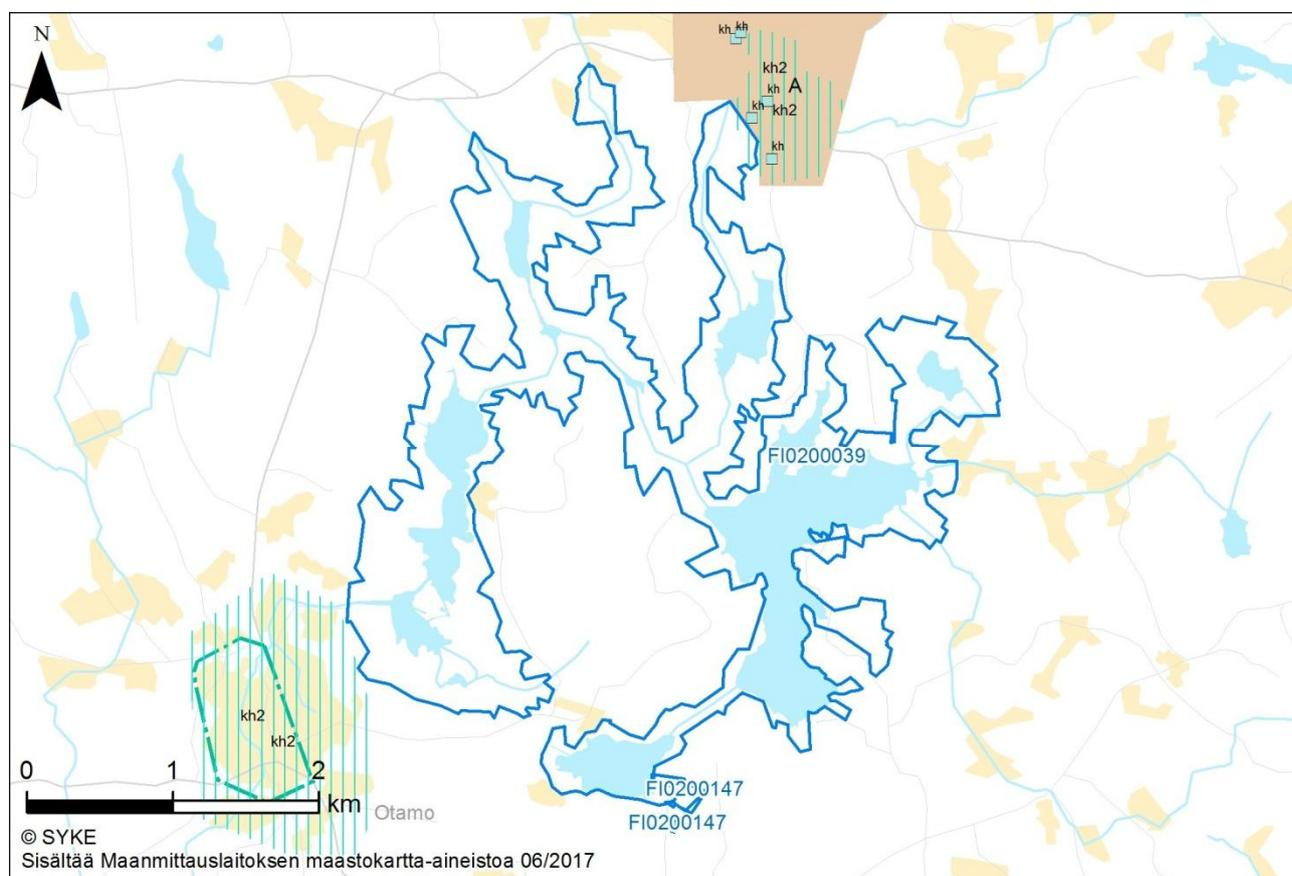 N
kh kh
kh2
A
kh
kh kh2
kh
FI0200039
kh2
kh2
0 1 2
km
Otamo
FI0200147
FI0200147
© SYKE
Sisältää Maanmittauslaitoksen maastokartta-aineistoa 06/2017